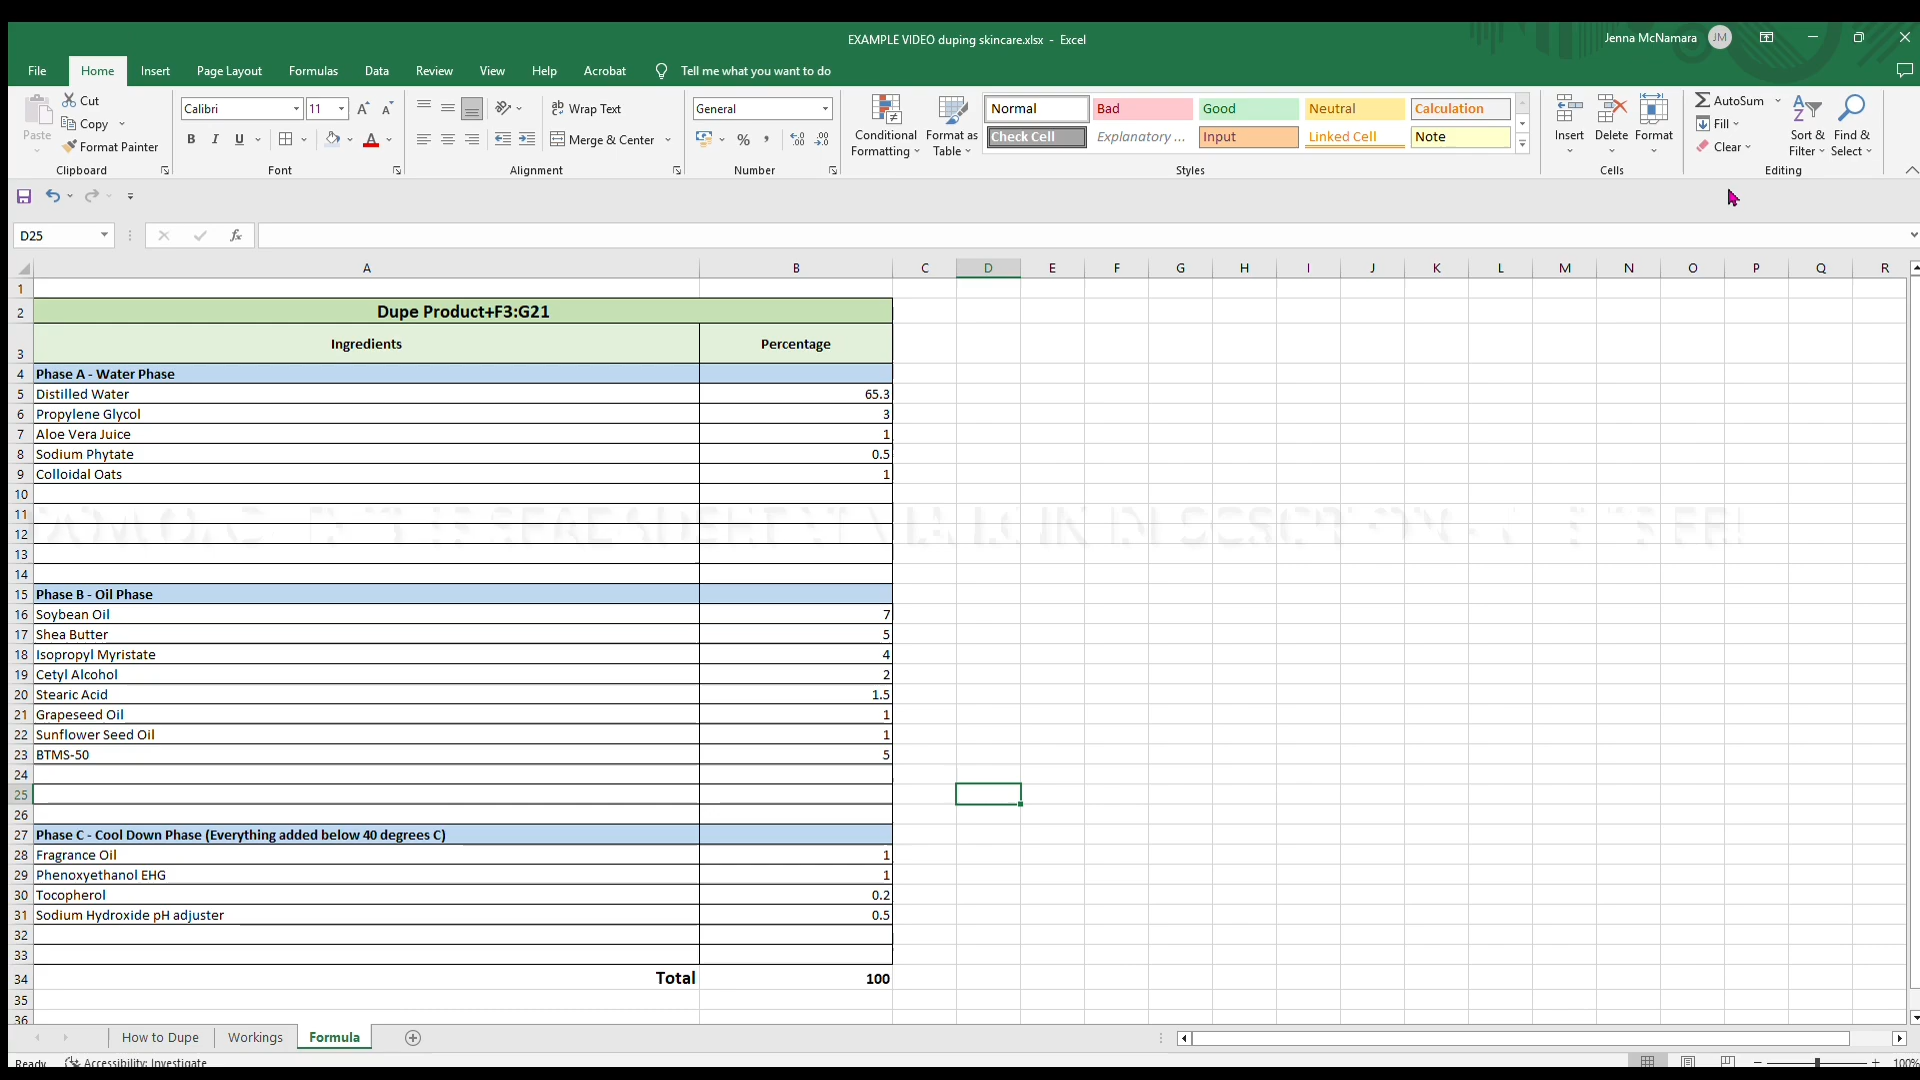 EXAMPLE VIDEO duping skincare.xlsx - Excel
Jenna McNamara JM
File Home Insert Page Layout Formulas Data Review View Help Acrobat Tell me what you want to do
Paste Cut Copy Format Painter
Calibri 11
B I U
Wrap Text
Merge & Center
General
Conditional Formatting
Format as Table
Normal Bad Good Neutral Calculation
Check Cell Explanatory ... Input Linked Cell Note
Insert Delete Format
AutoSum
Fill
Clear
Sort & Filter
Find & Select
Clipboard Font Alignment Number Styles Cells Editing
D25 fx
A B C D E F G H I J K L M N O P Q R
1
2 Dupe Product+F3:G21
3 Ingredients Percentage
4 Phase A - Water Phase
5 Distilled Water 65.3
6 Propylene Glycol 3
7 Aloe Vera Juice 1
8 Sodium Phytate 0.5
9 Colloidal Oats 1
10
11
12
13
14
15 Phase B - Oil Phase
16 Soybean Oil 7
17 Shea Butter 5
18 Isopropyl Myristate 4
19 Cetyl Alcohol 2
20 Stearic Acid 1.5
21 Grapeseed Oil 1
22 Sunflower Seed Oil 1
23 BTMS-50 5
24
25
26
27 Phase C - Cool Down Phase (Everything added below 40 degrees C)
28 Fragrance Oil 1
29 Phenoxyethanol EHG 1
30 Tocopherol 0.2
31 Sodium Hydroxide pH adjuster 0.5
32
33
34 Total 100
35
36
How to Dupe Workings Formula
Ready Accessibility: Investigate 100%